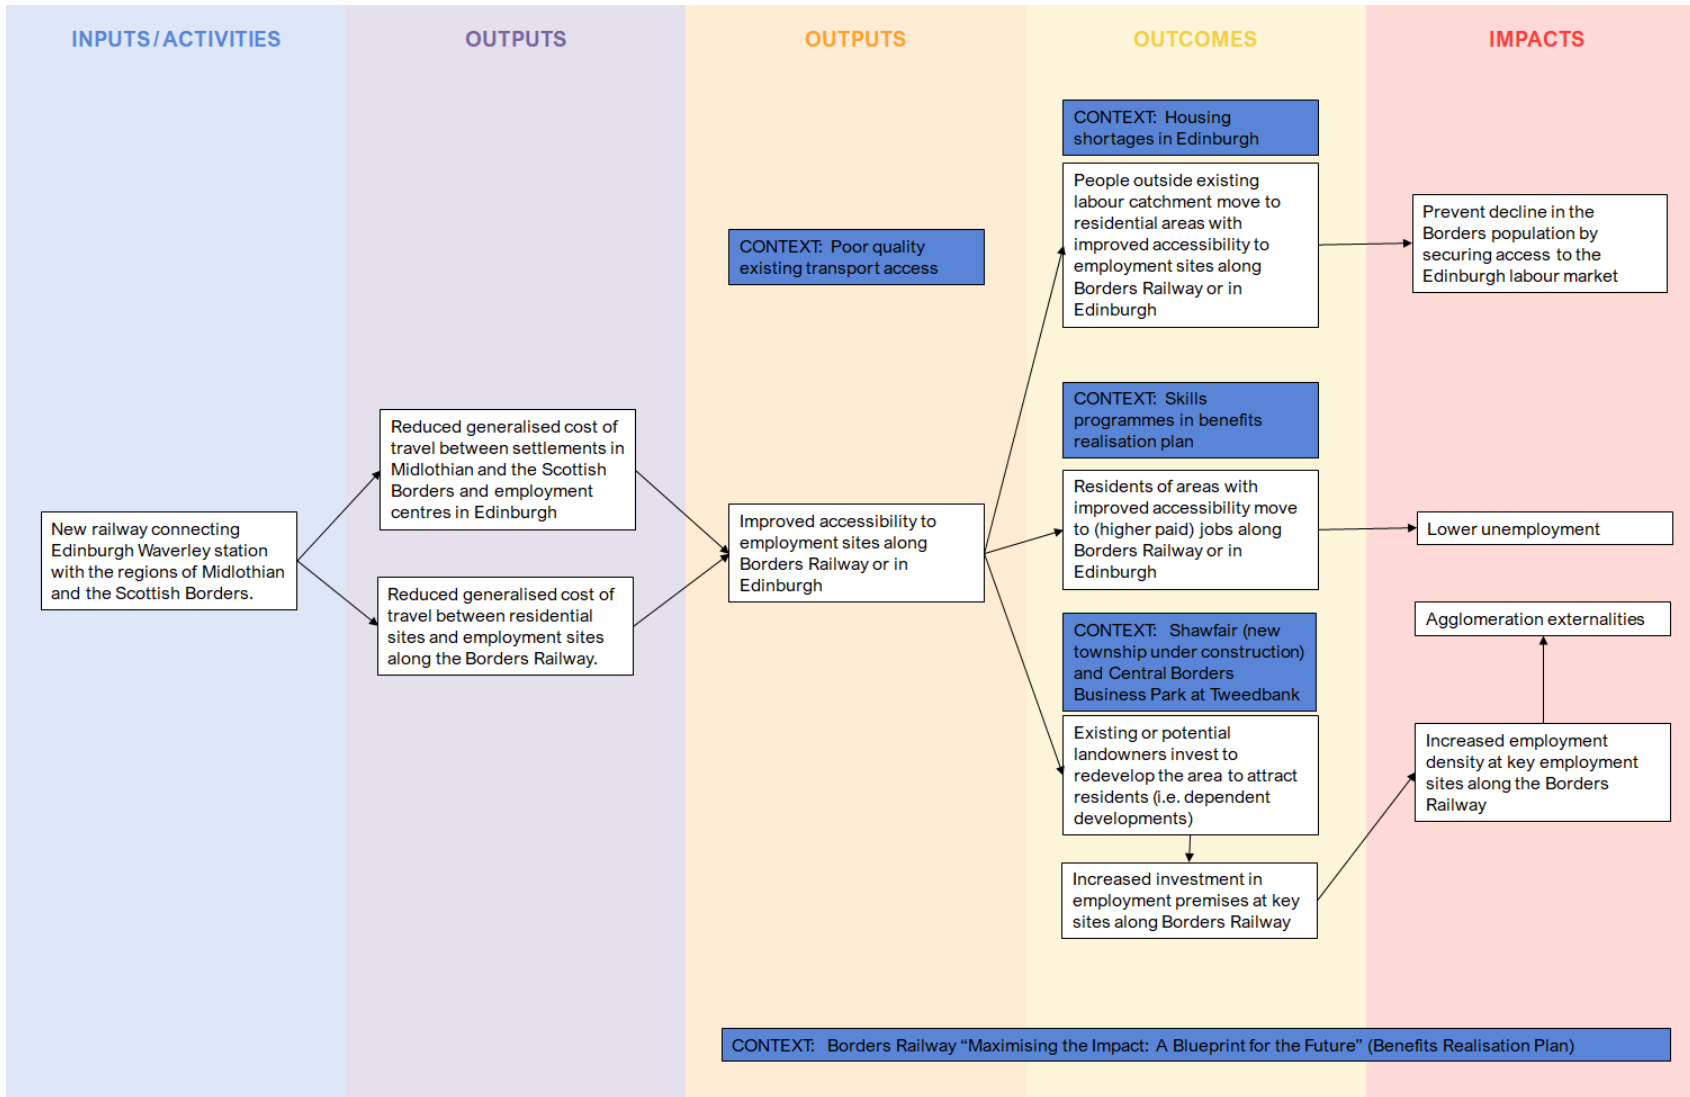 INPUTS / ACTIVITIES
OUTPUTS
OUTPUTS
OUTCOMES
IMPACTS
New railway connecting
Edinburgh Waverley station
with the regions of Midlothian
and the Scottish Borders.
Reduced generalised cost of
travel between settlements in
Midlothian and the Scottish
Borders and employment
centres in Edinburgh
Reduced generalised cost of
travel between residential
sites and employment sites
along the Borders Railway.
CONTEXT: Poor quality
existing transport access
Improved accessibility to
employment sites along
Borders Railway or in
Edinburgh
CONTEXT: Housing
shortages in Edinburgh
People outside existing
labour catchment move to
residential areas with
improved accessibility to
employment sites along
Borders Railway or in
Edinburgh
CONTEXT: Skills
programmes in benefits
realisation plan
Residents of areas with
improved accessibility move
to (higher paid) jobs along
Borders Railway or in
Edinburgh
CONTEXT: Shawfair (new
township under construction)
and Central Borders
Business Park at Tweedbank
Existing or potential
landowners invest to
redevelop the area to attract
residents (i.e. dependent
developments)
Increased investment in
employment premises at key
sites along Borders Railway
Prevent decline in the
Borders population by
securing access to the
Edinburgh labour market
Lower unemployment
Agglomeration externalities
Increased employment
density at key employment
sites along the Borders
Railway
CONTEXT: Borders Railway “Maximising the Impact: A Blueprint for the Future” (Benefits Realisation Plan)